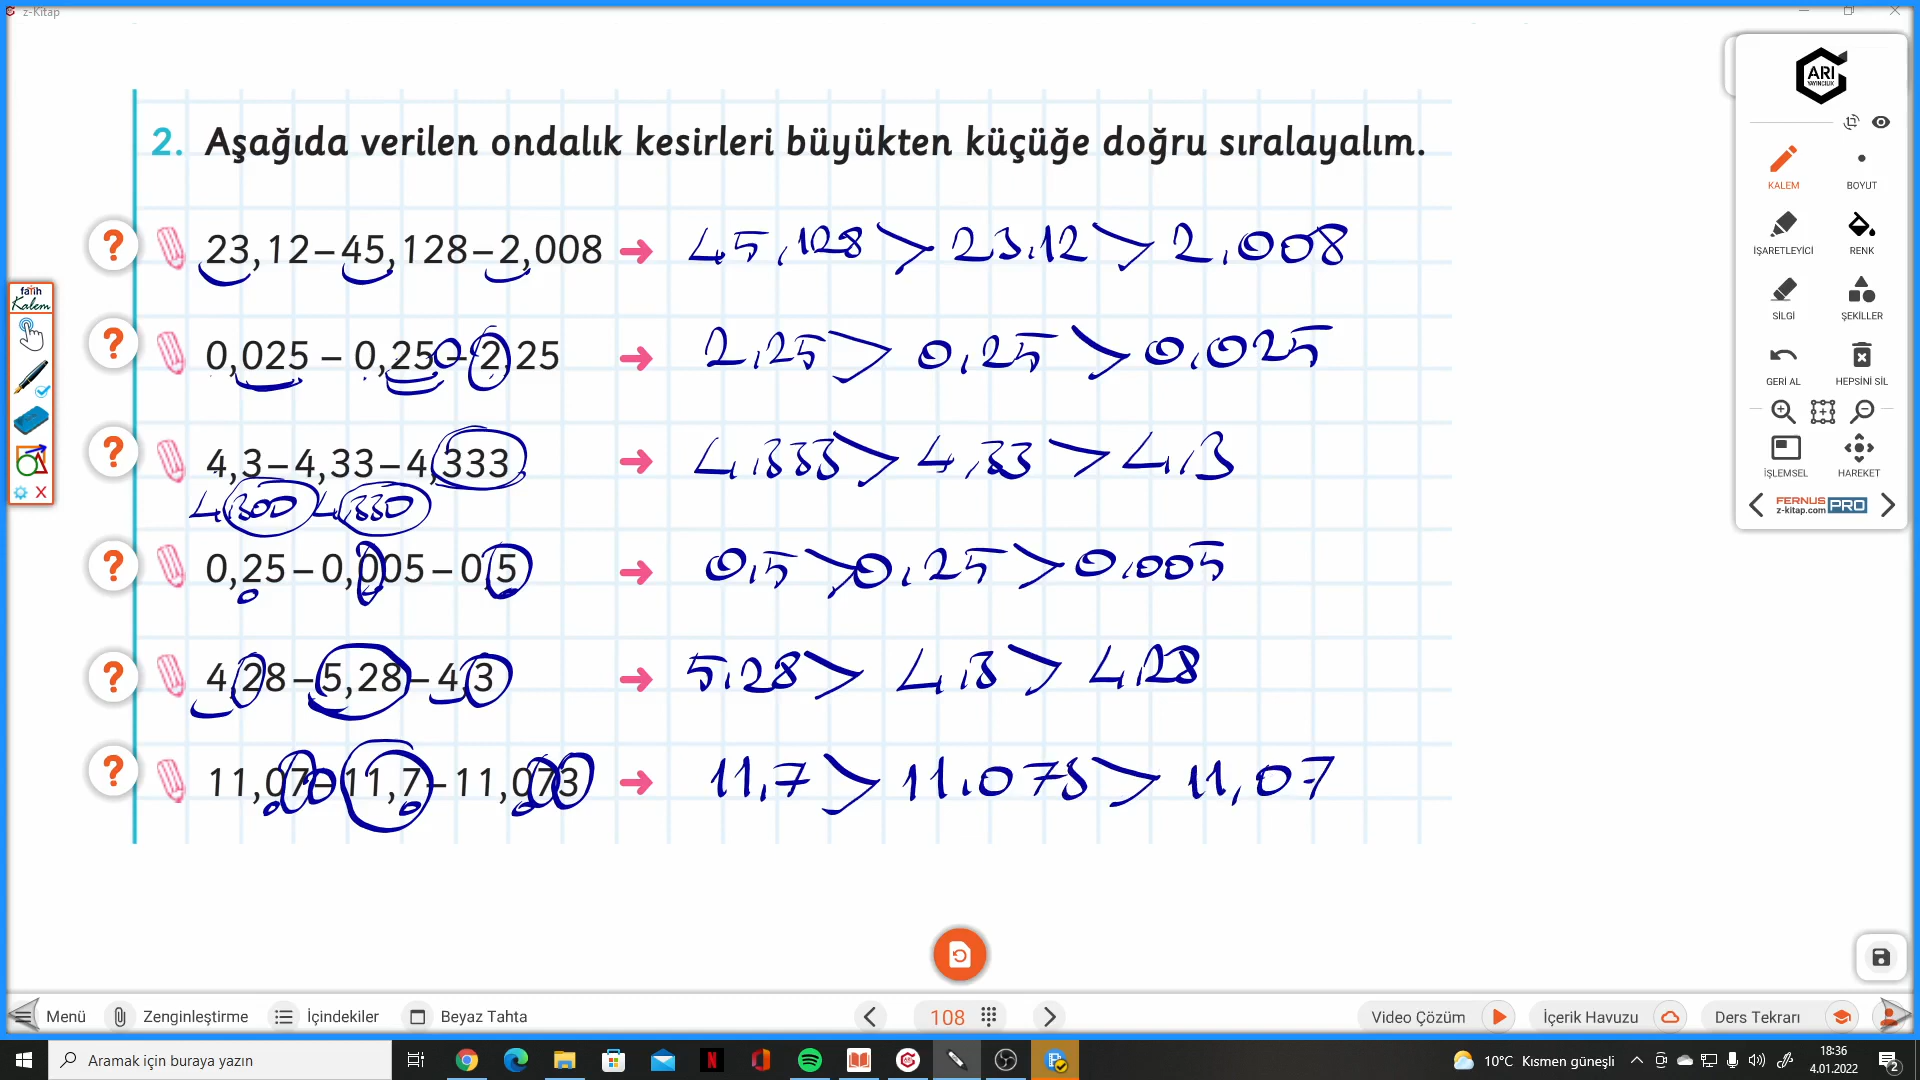 z-Kitap
ARI
YAYINCILIK
2. Aşağıda verilen ondalık kesirleri büyükten küçüğe doğru sıralayalım.
? 23,12 – 45,128 – 2,008 → 45,128 > 23,12 > 2,008
? 0,025 – 0,250 – 2,25 → 2,25 > 0,25 > 0,025
? 4,3 – 4,33 – 4,333 → 4,333 > 4,33 > 4,3
4,300 4,330
? 0,25 – 0,005 – 0,5 → 0,5 > 0,25 > 0,005
? 4,28 – 5,28 – 4,3 → 5,28 > 4,3 > 4,28
? 11,070 – 11,7 – 11,073 → 11,7 > 11,073 > 11,07
fatih
Kalem
X
KALEM BOYUT
İŞARETLEYİCİ RENK
SİLGİ ŞEKİLLER
GERİ AL HEPSİNİ SİL
İŞLEMSEL HAREKET
FERNUS PRO
z-kitap.com
Menü Zenginleştirme İçindekiler Beyaz Tahta 108 Video Çözüm İçerik Havuzu Ders Tekrarı
Aramak için buraya yazın 10°C Kısmen güneşli 18:36
4.01.2022 2